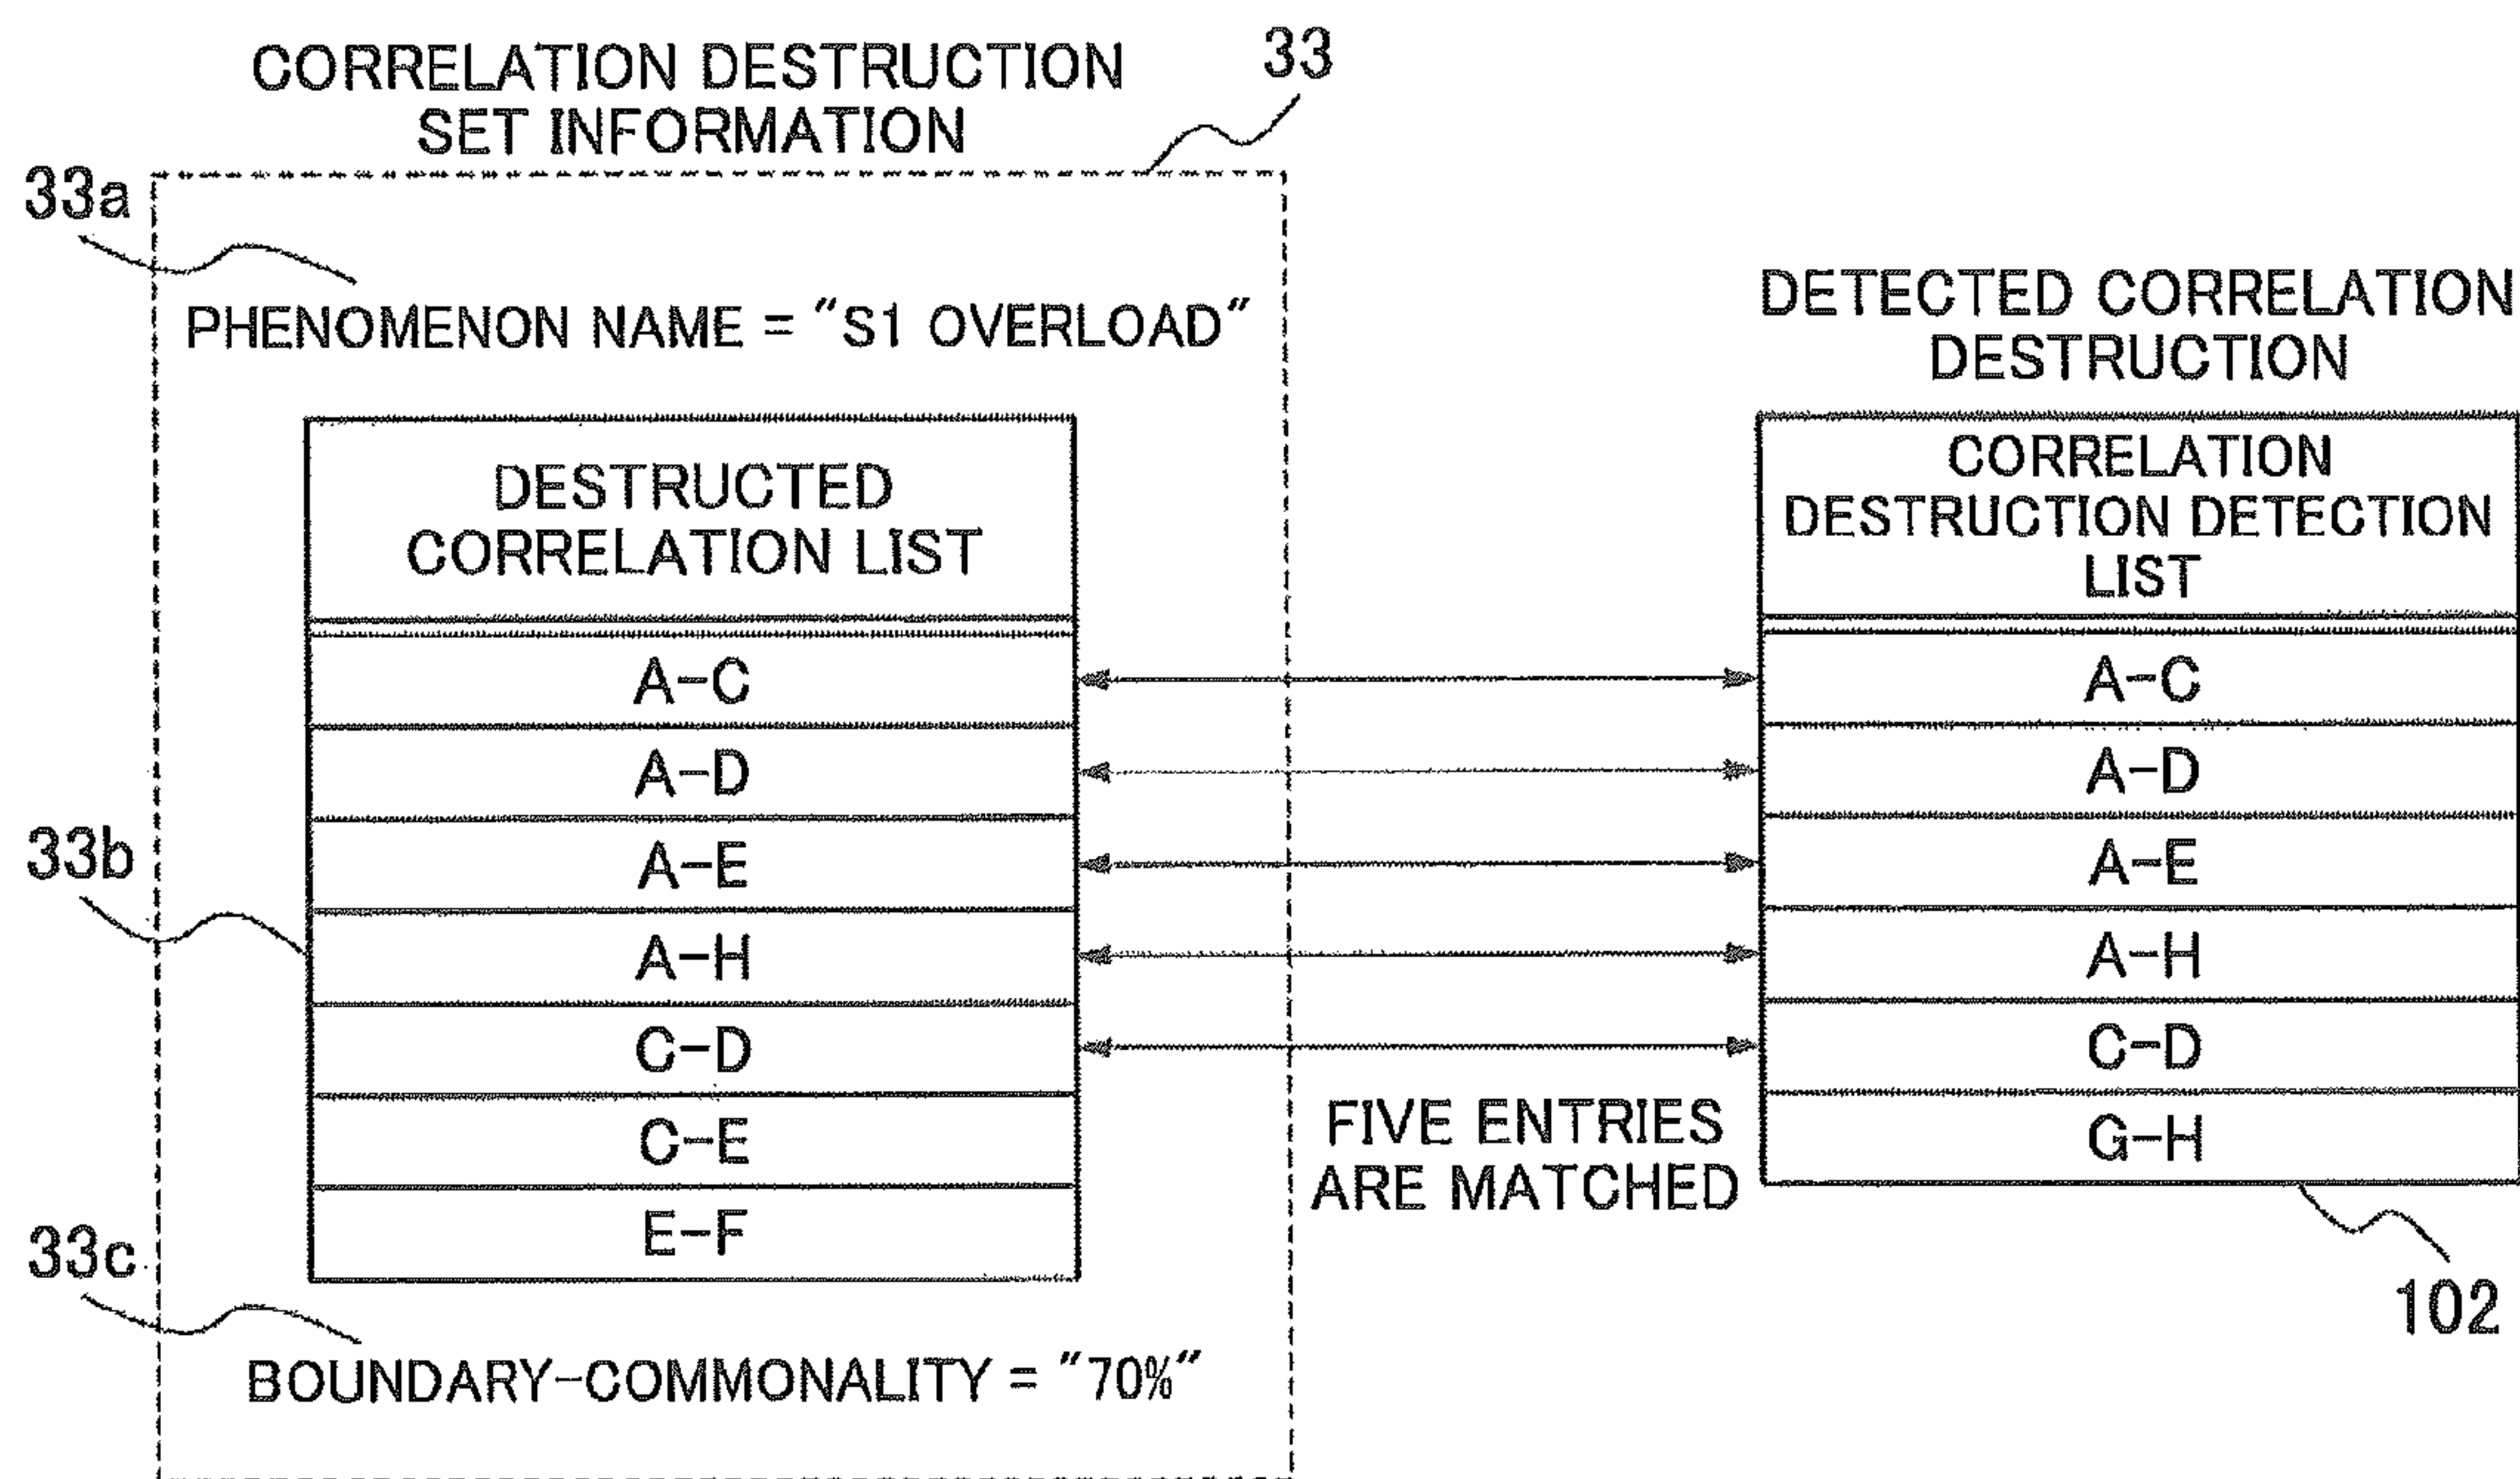 CORRELATION DESTRUCTION
SET INFORMATION
33
33a
PHENOMENON NAME = "S1 OVERLOAD"
DESTRUCTED
CORRELATION LIST
A-C
A-D
A-E
A-H
C-D
C-E
E-F
33b
33c
BOUNDARY-COMMONALITY = "70%"
FIVE ENTRIES
ARE MATCHED
DETECTED CORRELATION
DESTRUCTION
CORRELATION
DESTRUCTION DETECTION
LIST
A-C
A-D
A-E
A-H
C-D
G-H
102